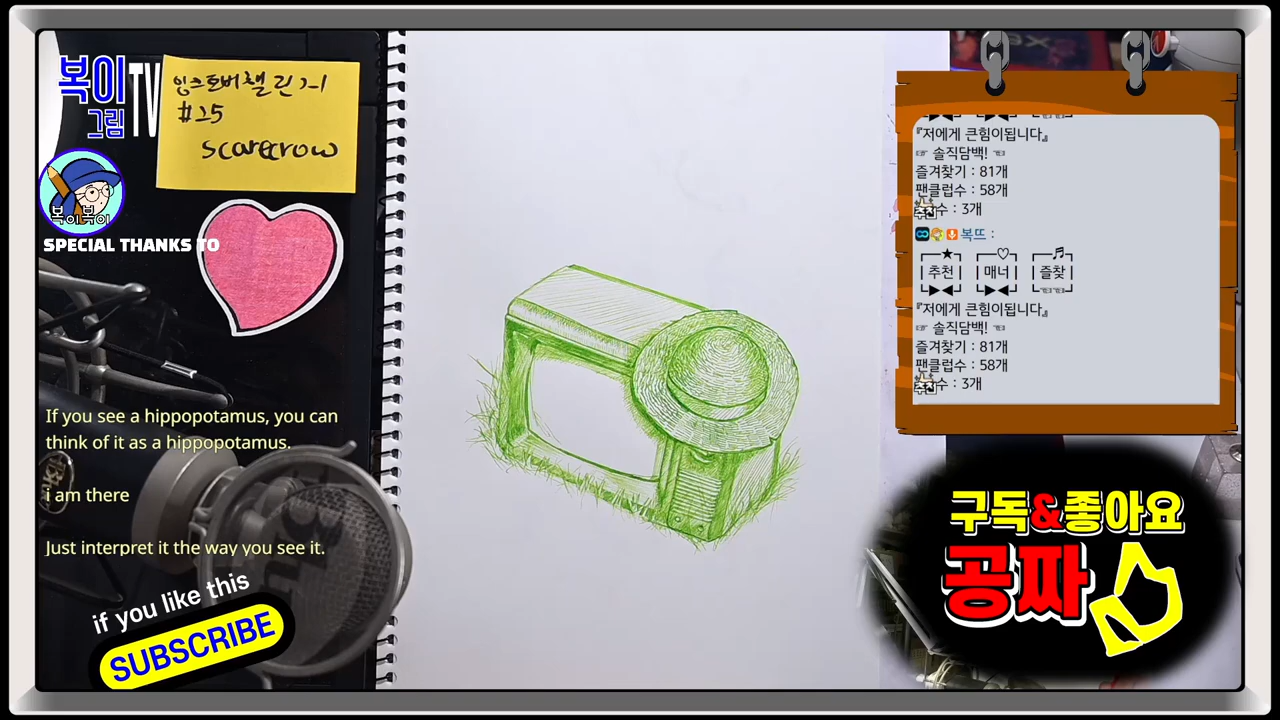 복이
그림
TV
잉크토버챌린지
#25
scarecrow
복이복이
SPECIAL THANKS TO
If you see a hippopotamus, you can
think of it as a hippopotamus.
i am there
Just interpret it the way you see it.
if you like this
SUBSCRIBE
『저에게 큰힘이됩니다』
☞ 솔직담백! ☜
즐겨찾기 : 81개
팬클럽수 : 58개
수 : 3개
복뜨 :
추천 매너 즐찾
『저에게 큰힘이됩니다』
☞ 솔직담백! ☜
즐겨찾기 : 81개
팬클럽수 : 58개
수 : 3개
구독&좋아요
공짜